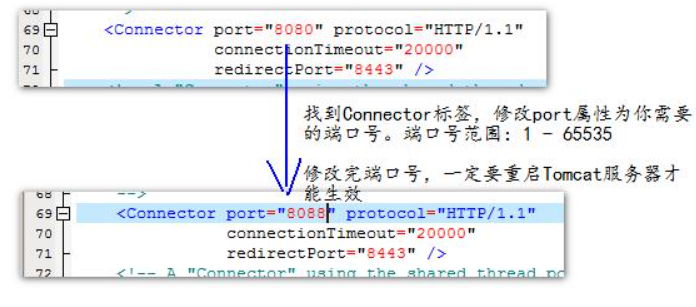 69 <Connector port="8080" protocol="HTTP/1.1"
70 connectionTimeout="20000"
71 redirectPort="8443" />
找到Connector标签，修改port属性为你需要
的端口号。端口号范围：1 - 65535
修改完端口号，一定要重启Tomcat服务器才
能生效
68 -->
69 <Connector port="8088" protocol="HTTP/1.1"
70 connectionTimeout="20000"
71 redirectPort="8443" />
72 <!-- A "Connector" using the shared thread po